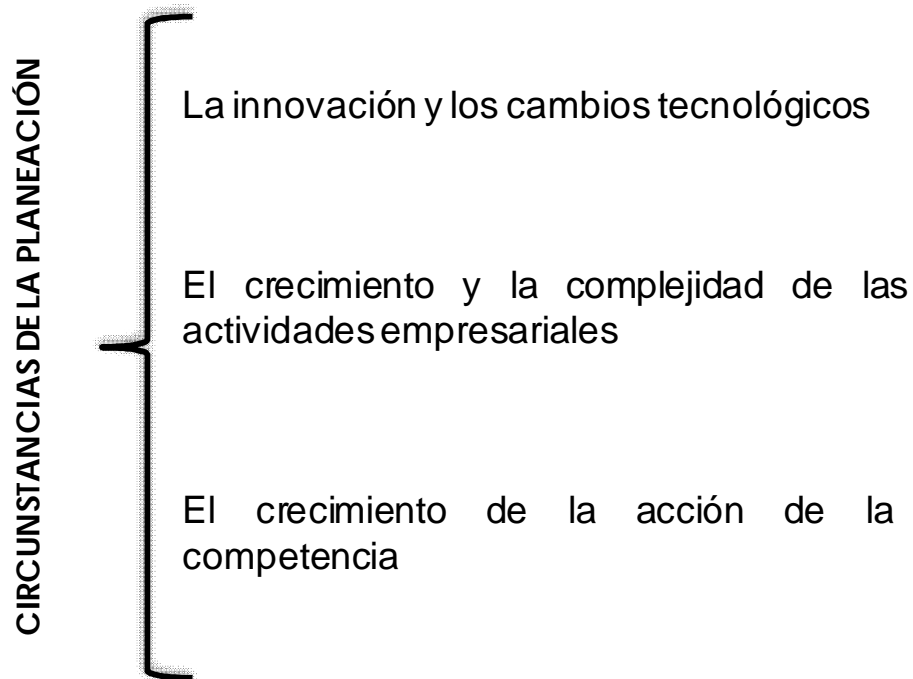 CIRCUNSTANCIAS DE LA PLANEACIÓN
La innovación y los cambios tecnológicos
El crecimiento y la complejidad de las
actividades empresariales
El crecimiento de la acción de la
competencia